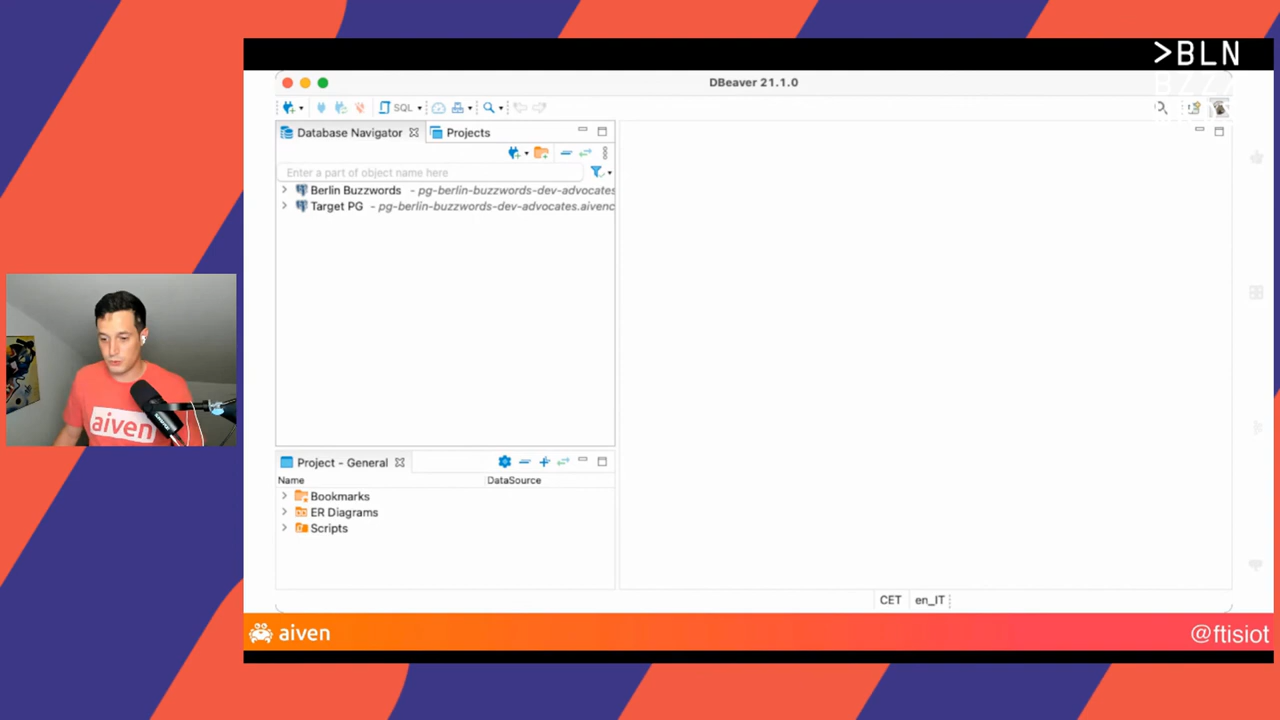 >BLN
BZZZ
DBeaver 21.1.0
SQL
Database Navigator
Projects
Enter a part of object name here
Berlin Buzzwords - pg-berlin-buzzwords-dev-advocates
Target PG - pg-berlin-buzzwords-dev-advocates.aivenc
aiven
Project - General
Name
DataSource
Bookmarks
ER Diagrams
Scripts
CET
en_IT
aiven
@ftisiot